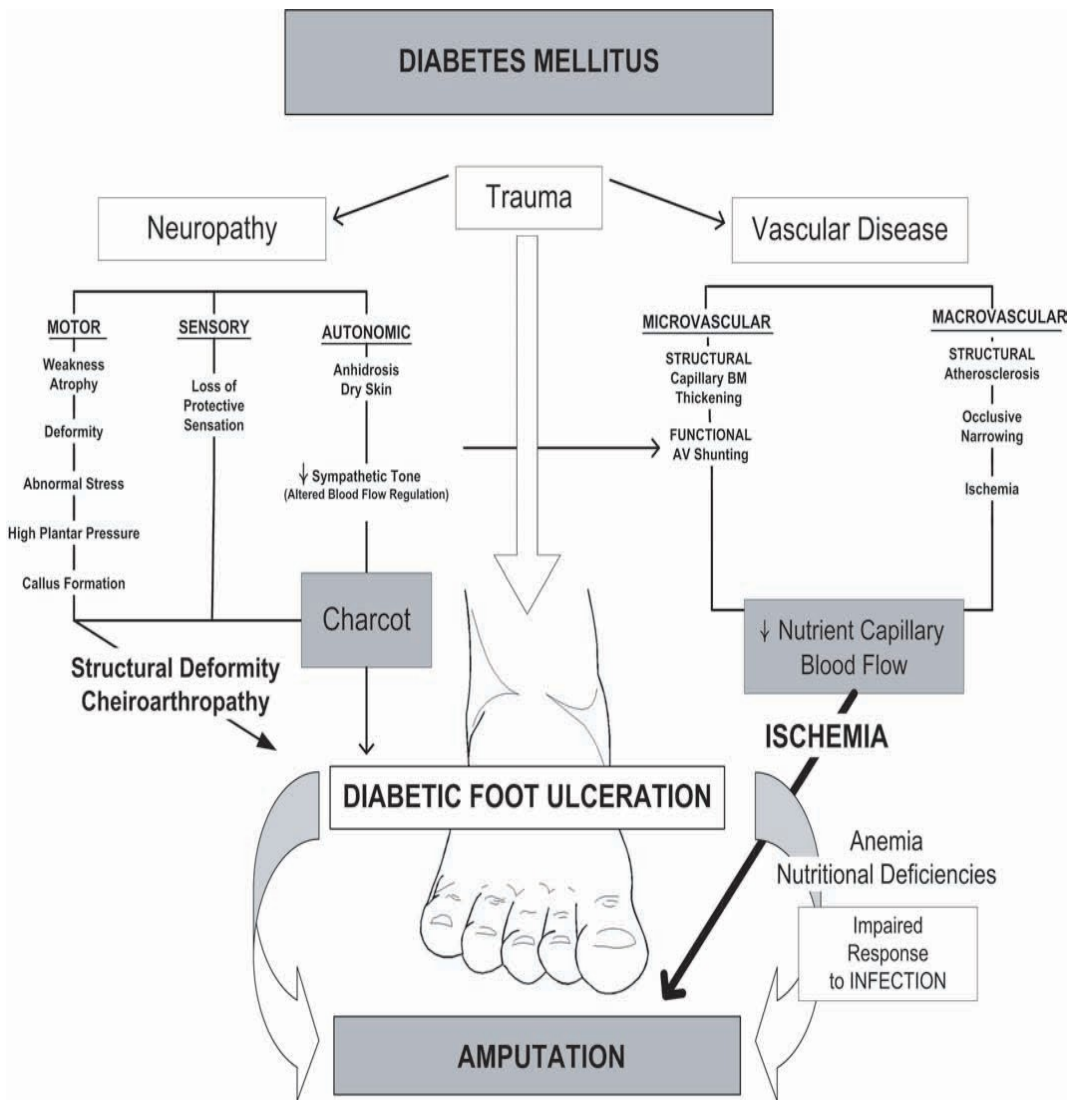 DIABETES MELLITUS
Trauma
Neuropathy
Vascular Disease
MOTOR
Weakness
Atrophy
Deformity
Abnormal Stress
High Plantar Pressure
Callus Formation
SENSORY
Loss of
Protective
Sensation
AUTONOMIC
Anhidrosis
Dry Skin
↓ Sympathetic Tone
(Altered Blood Flow Regulation)
MICROVASCULAR
STRUCTURAL
Capillary BM
Thickening
FUNCTIONAL
AV Shunting
MACROVASCULAR
STRUCTURAL
Atherosclerosis
Occlusive
Narrowing
Ischemia
Charcot
↓ Nutrient Capillary
Blood Flow
Structural Deformity
Cheiroarthropathy
ISCHEMIA
DIABETIC FOOT ULCERATION
Anemia
Nutritional Deficiencies
Impaired
Response
to INFECTION
AMPUTATION